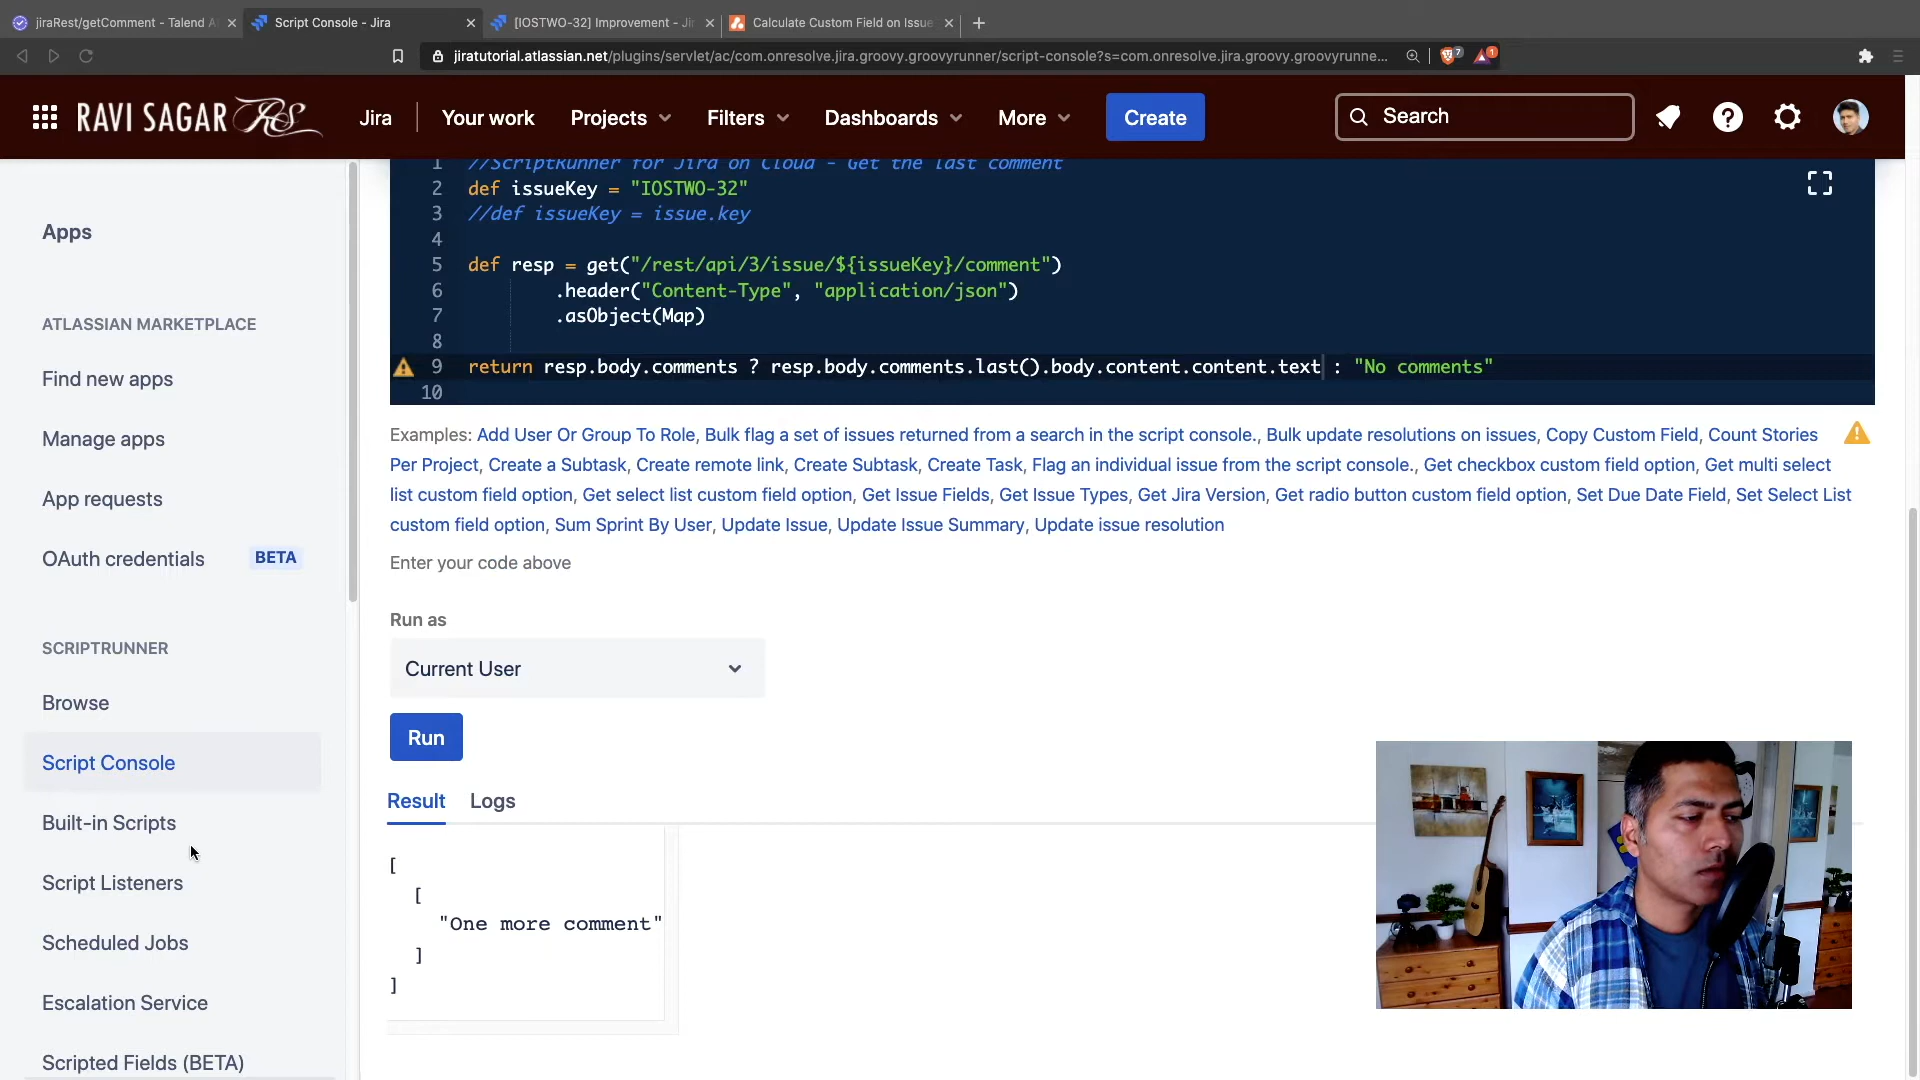 jiraRest/getComment - Talend A
Script Console - Jira
[IOSTWO-32] Improvement - Jir
Calculate Custom Field on Issue
jiratutorial.atlassian.net/plugins/servlet/ac/com.onresolve.jira.groovy.groovyrunner/script-console?s=com.onresolve.jira.groovy.groovyrunne...
7
1
RAVI SAGAR RS
Jira
Your work
Projects
Filters
Dashboards
More
Create
Search
Apps
ATLASSIAN MARKETPLACE
Find new apps
Manage apps
App requests
OAuth credentials BETA
SCRIPTRUNNER
Browse
Script Console
Built-in Scripts
Script Listeners
Scheduled Jobs
Escalation Service
Scripted Fields (BETA)
1 //ScriptRunner for Jira on Cloud - Get the last comment
2 def issueKey = "IOSTWO-32"
3 //def issueKey = issue.key
4
5 def resp = get("/rest/api/3/issue/${issueKey}/comment")
6 .header("Content-Type", "application/json")
7 .asObject(Map)
8
9 return resp.body.comments ? resp.body.comments.last().body.content.content.text : "No comments"
10
Examples: Add User Or Group To Role, Bulk flag a set of issues returned from a search in the script console., Bulk update resolutions on issues, Copy Custom Field, Count Stories
Per Project, Create a Subtask, Create remote link, Create Subtask, Create Task, Flag an individual issue from the script console., Get checkbox custom field option, Get multi select
list custom field option, Get select list custom field option, Get Issue Fields, Get Issue Types, Get Jira Version, Get radio button custom field option, Set Due Date Field, Set Select List
custom field option, Sum Sprint By User, Update Issue, Update Issue Summary, Update issue resolution
Enter your code above
Run as
Current User
Run
Result
Logs
[
[
"One more comment"
]
]